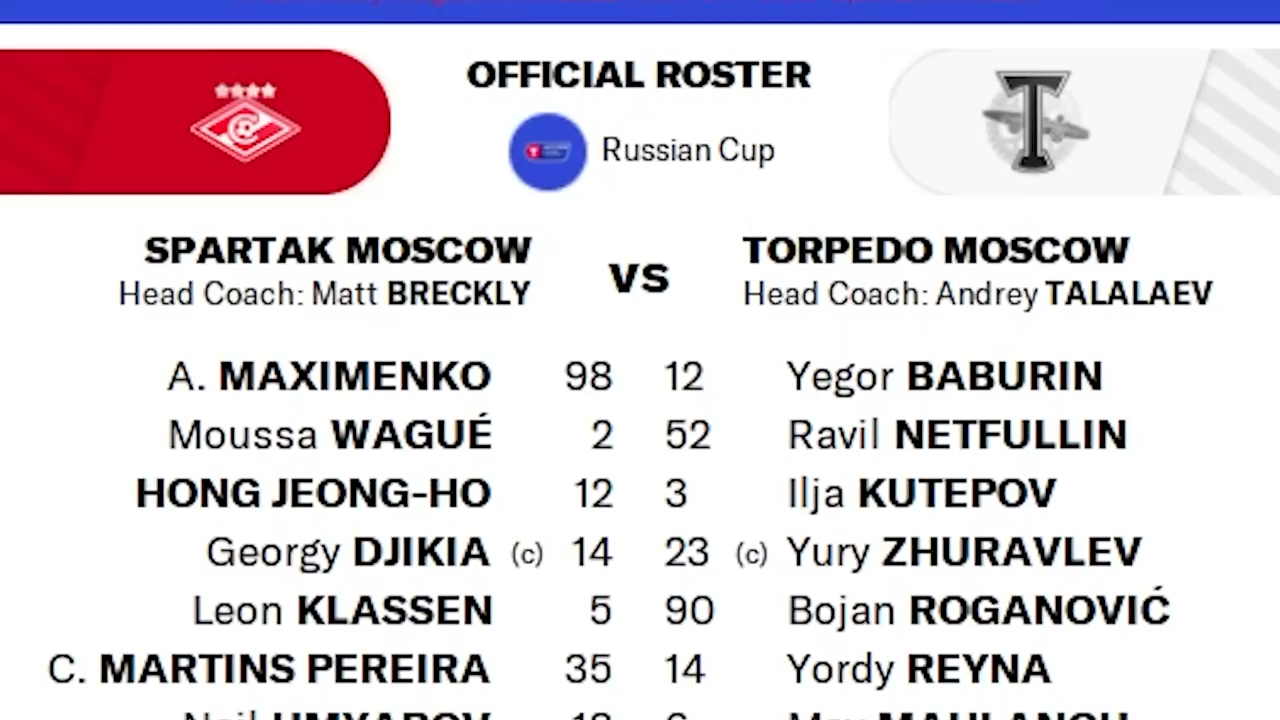 OFFICIAL ROSTER
Russian Cup
SPARTAK MOSCOW VS TORPEDO MOSCOW
Head Coach: Matt BRECKLY Head Coach: Andrey TALALAEV
A. MAXIMENKO 98 12 Yegor BABURIN
Moussa WAGUÉ 2 52 Ravil NETFULLIN
HONG JEONG-HO 12 3 Ilja KUTEPOV
Georgy DJIKIA (c) 14 23 (c) Yury ZHURAVLEV
Leon KLASSEN 5 90 Bojan ROGANOVIĆ
C. MARTINS PEREIRA 35 14 Yordy REYNA